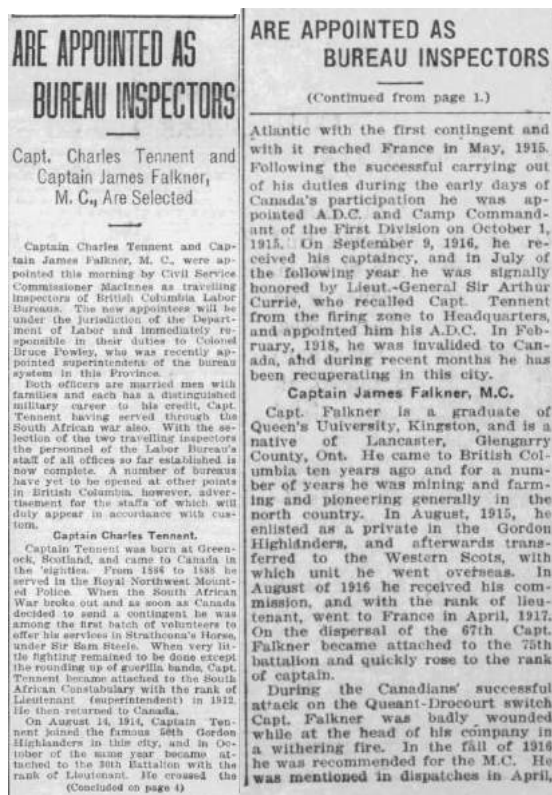 ARE APPOINTED AS
BUREAU INSPECTORS
Capt. Charles Tennent and
Captain James Falkner,
M. C., Are Selected
Captain Charles Tennent and Cap-
tain James Falkner, M. C., were ap-
pointed this morning by Civil Service
Commissioner MacInnes as travelling
inspectors of British Columbia Labor
Bureaus. The new appointees will be
under the jurisdiction of the Depart-
ment of Labor and immediately re-
sponsible in their duties to Colonel
Bruce Powley, who was recently ap-
pointed superintendent of the bureau
system in this Province.
Both officers are married men with
families and each has a distinguished
military career to his credit, Capt.
Tennent having served through the
South African war also. With the se-
lection of the two travelling inspectors
the personnel of the Labor Bureau's
staff of all offices so far established is
now complete. A number of bureaus
have yet to be opened at other points
in British Columbia, however, adver-
tisement for the staffs of which will
duly appear in accordance with cus-
tom.
Captain Charles Tennent.
Captain Tennent was born at Green-
ock, Scotland, and came to Canada in
the 'eighties. From 1886 to 1888 he
served in the Royal Northwest Mount-
ed Police. When the South African
War broke out and as soon as Canada
decided to send a contingent he was
among the first batch of volunteers to
offer his services in Strathcona's Horse,
under Sir Sam Steele. When very lit-
tle fighting remained to be done except
the rounding up of guerilla bands, Capt.
Tennent became attached to the South
African Constabulary with the rank of
Lieutenant (superintendent) in 1912.
He then returned to Canada.
On August 14, 1914, Captain Ten-
nent joined the famous 50th Gordon
Highlanders in this city, and in Oc-
tober of the same year became at-
tached to the 30th Battalion with the
rank of Lieutenant. He crossed the
(Concluded on page 4)
ARE APPOINTED AS
BUREAU INSPECTORS
(Continued from page 1.)
Atlantic with the first contingent and
with it reached France in May, 1915.
Following the successful carrying out
of his duties during the early days of
Canada's participation he was ap-
pointed A.D.C. and Camp Command-
ant of the First Division on October 1,
1915. On September 9, 1916, he re-
ceived his captaincy, and in July of
the following year he was signally
honored by Lieut.-General Sir Arthur
Currie, who recalled Capt. Tennent
from the firing zone to Headquarters,
and appointed him his A.D.C. In Feb-
ruary, 1918, he was invalided to Can-
ada, and during recent months he has
been recuperating in this city.
Captain James Falkner, M.C.
Capt. Falkner is a graduate of
Queen's Uuiversity, Kingston, and is a
native of Lancaster, Glengarry
County, Ont. He came to British Col-
umbia ten years ago and for a num-
ber of years he was mining and farm-
ing and pioneering generally in the
north country. In August, 1915, he
enlisted as a private in the Gordon
Highlanders, and afterwards trans-
ferred to the Western Scots, with
which unit he went overseas. In
August of 1916 he received his com-
mission, and with the rank of lieu-
tenant, went to France in April, 1917.
On the dispersal of the 67th Capt.
Falkner became attached to the 75th
battalion and quickly rose to the rank
of captain.
During the Canadians' successful
attack on the Queant-Drocourt switch
Capt. Falkner was badly wounded
while at the head of his company in
a withering fire. In the fall of 1916
he was recommended for the M.C. He
was mentioned in dispatches in April,